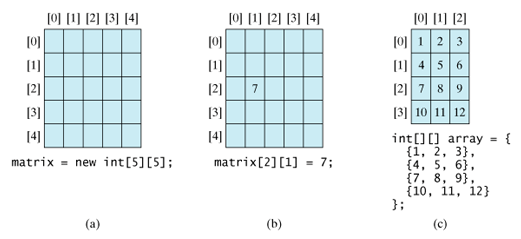 [0] [1] [2] [3] [4]
[0]
[1]
[2]
[3]
[4]
matrix = new int[5][5];
(a)
[0] [1] [2] [3] [4]
[0]
[1]
[2] 7
[3]
[4]
matrix[2][1] = 7;
(b)
[0] [1] [2]
[0] 1 2 3
[1] 4 5 6
[2] 7 8 9
[3] 10 11 12
int[][] array = {
{1, 2, 3},
{4, 5, 6},
{7, 8, 9},
{10, 11, 12}
};
(c)